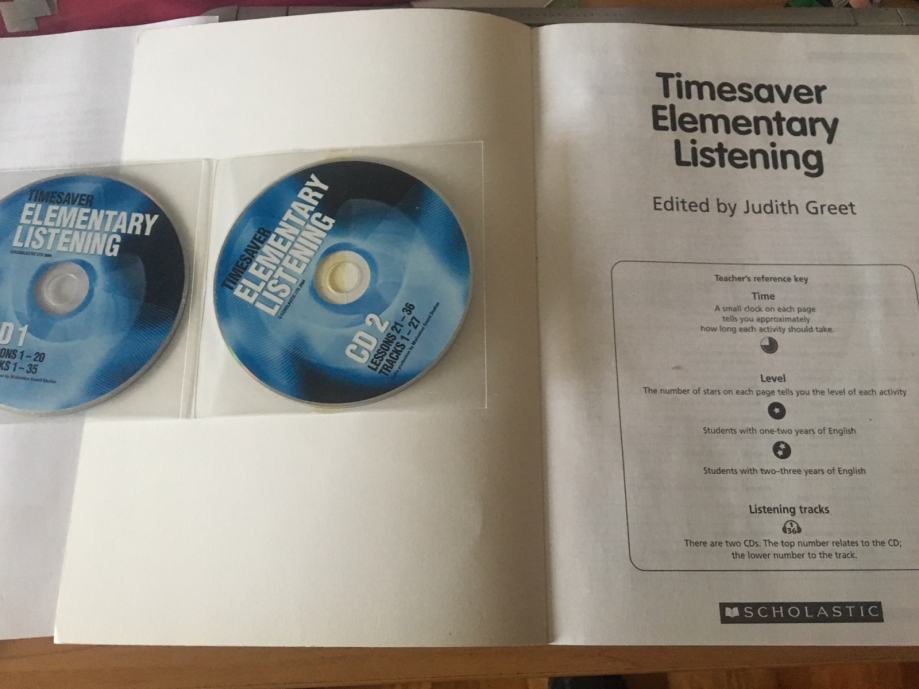 TIMESAVER
ELEMENTARY
LISTENING
CD 1
LESSONS 1 – 20
TRACKS 1 – 35
TIMESAVER
ELEMENTARY
LISTENING
CD 2
LESSONS 21 – 36
TRACKS 1 – 27
Timesaver
Elementary
Listening
Edited by Judith Greet
Teacher's reference key
Time
A small clock on each page
tells you approximately
how long each activity should take.
Level
The number of stars on each page tells you the level of each activity
Students with one–two years of English
Students with two–three years of English
Listening tracks
1
36
There are two CDs. The top number relates to the CD;
the lower number to the track.
SCHOLASTIC